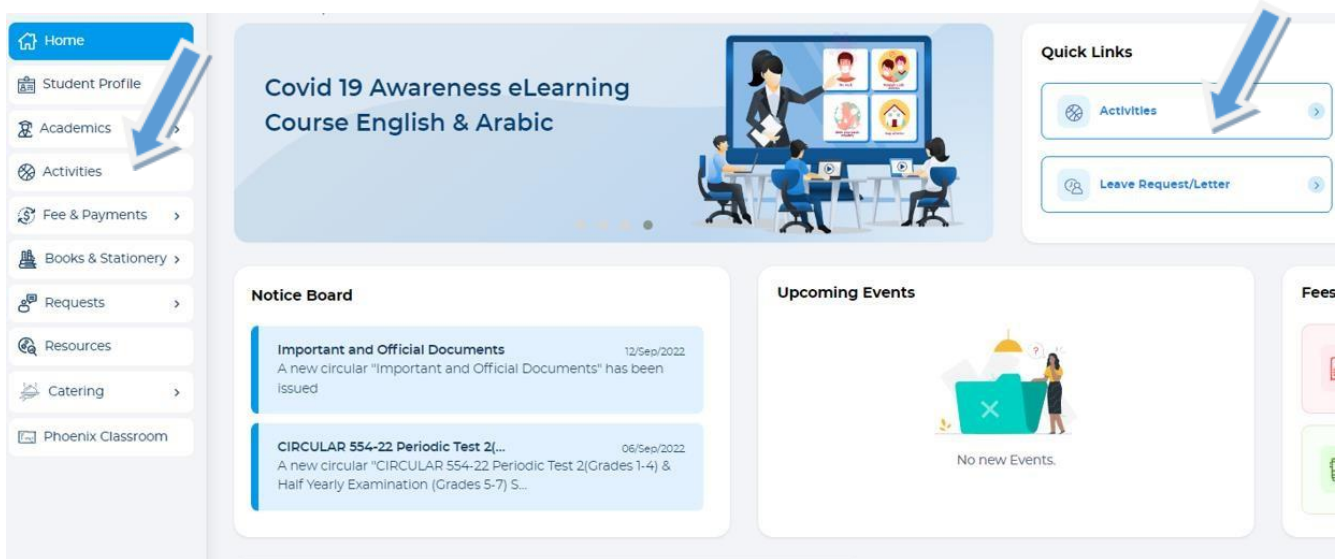 Home
Student Profile
Academics
Activities
Fee & Payments
Books & Stationery
Requests
Resources
Catering
Phoenix Classroom
Covid 19 Awareness eLearning
Course English & Arabic
Quick Links
Activities
Leave Request/Letter
Notice Board
Important and Official Documents 12/Sep/2022
A new circular "Important and Official Documents" has been
issued
CIRCULAR 554-22 Periodic Test 2(... 06/Sep/2022
A new circular "CIRCULAR 554-22 Periodic Test 2(Grades 1-4) &
Half Yearly Examination (Grades 5-7) S...
Upcoming Events
?
No new Events.
Fees